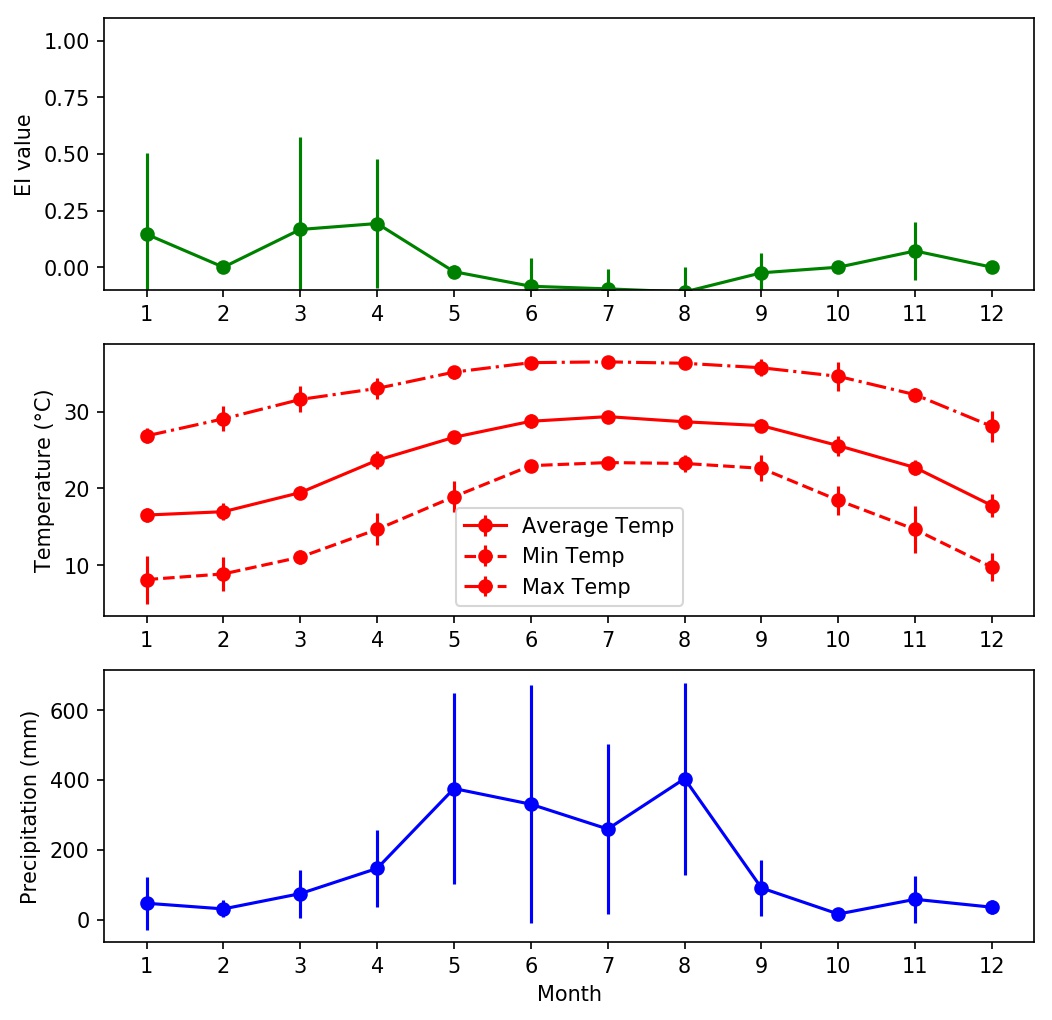 1.00
0.75
0.50
0.25
0.00
EI value
1 2 3 4 5 6 7 8 9 10 11 12
30
20
10
Temperature (°C)
Average Temp
Min Temp
Max Temp
1 2 3 4 5 6 7 8 9 10 11 12
600
400
200
0
Precipitation (mm)
1 2 3 4 5 6 7 8 9 10 11 12
Month